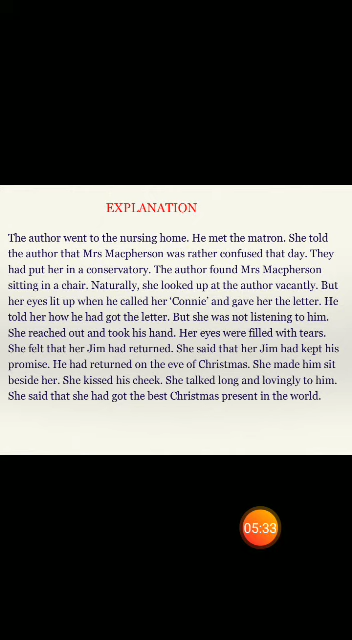 EXPLANATION
The author went to the nursing home. He met the matron. She told
the author that Mrs Macpherson was rather confused that day. They
had put her in a conservatory. The author found Mrs Macpherson
sitting in a chair. Naturally, she looked up at the author vacantly. But
her eyes lit up when he called her ‘Connie’ and gave her the letter. He
told her how he had got the letter. But she was not listening to him.
She reached out and took his hand. Her eyes were filled with tears.
She felt that her Jim had returned. She said that her Jim had kept his
promise. He had returned on the eve of Christmas. She made him sit
beside her. She kissed his cheek. She talked long and lovingly to him.
She said that she had got the best Christmas present in the world.
05:33